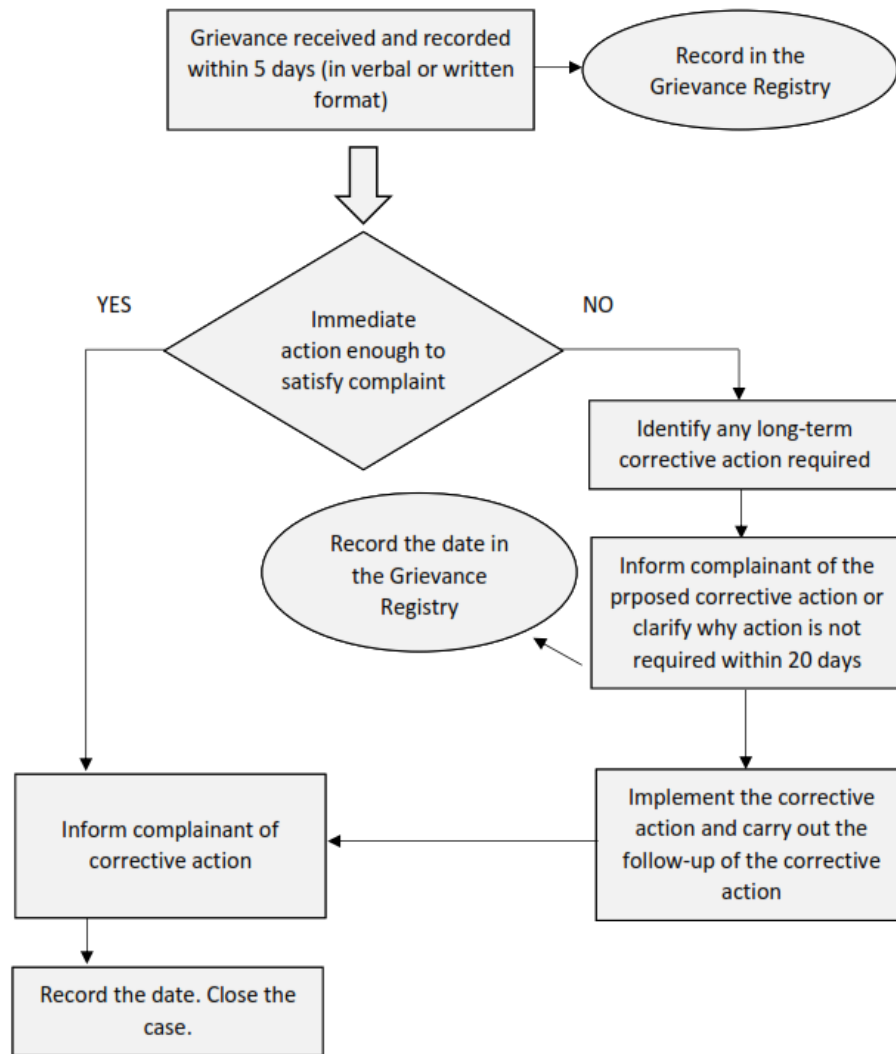 Grievance received and recorded
within 5 days (in verbal or written
format)
Record in the
Grievance Registry
YES
NO
Immediate
action enough to
satisfy complaint
Identify any long-term
corrective action required
Record the date in
the Grievance
Registry
Inform complainant of the
prposed corrective action or
clarify why action is not
required within 20 days
Inform complainant of
corrective action
Implement the corrective
action and carry out the
follow-up of the corrective
action
Record the date. Close the
case.